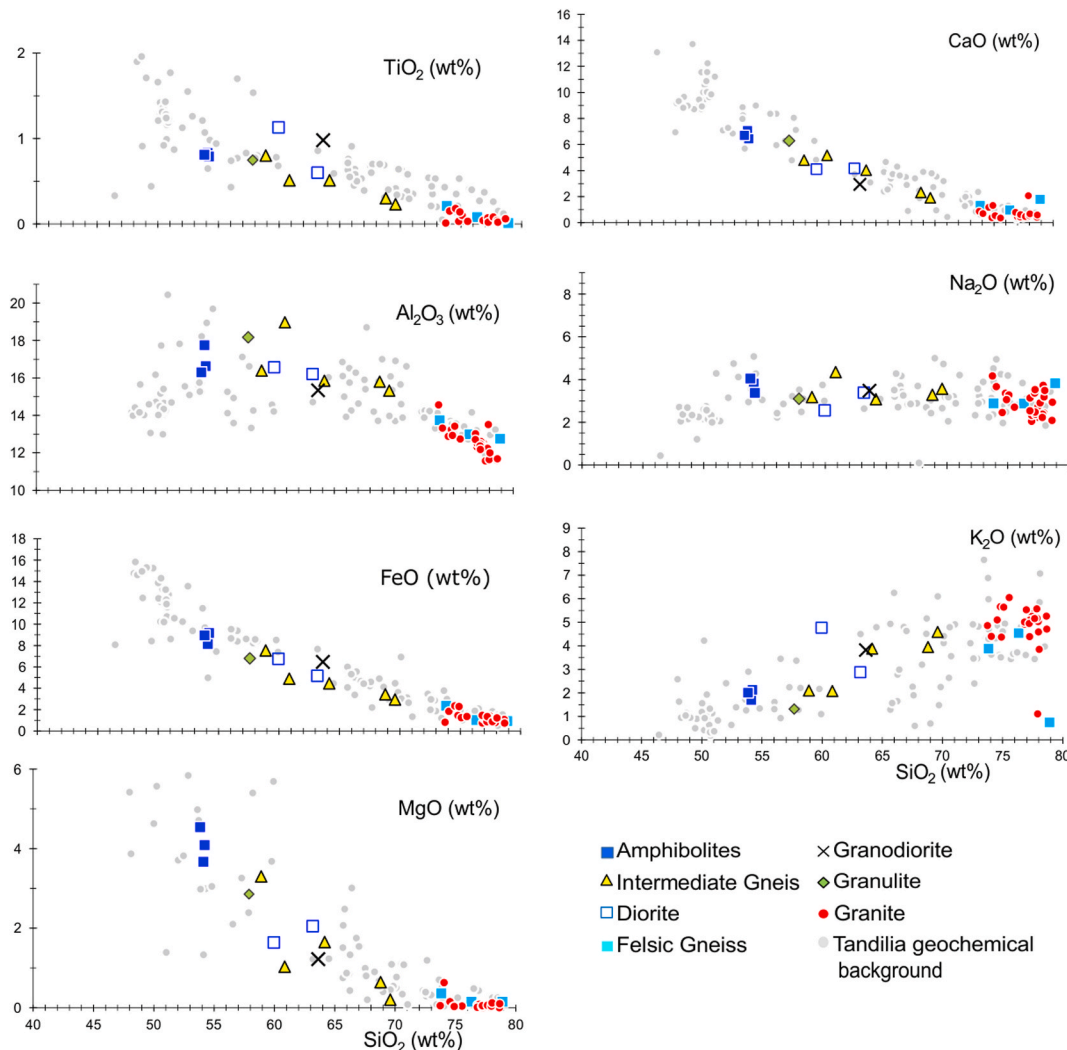 TiO2 (wt%)
2
1
0
CaO (wt%)
16
14
12
10
8
6
4
2
0
Al2O3 (wt%)
20
18
16
14
12
10
40 50 60 70 80
Na2O (wt%)
8
6
4
2
0
FeO (wt%)
18
16
14
12
10
8
6
4
2
0
K2O (wt%)
9
8
7
6
5
4
3
2
1
0
40 45 50 55 60 65 70 75 80
SiO2 (wt%)
MgO (wt%)
6
4
2
0
40 45 50 55 60 65 70 75 80
SiO2 (wt%)
Amphibolites
Intermediate Gneis
Diorite
Felsic Gneiss
Granodiorite
Granulite
Granite
Tandilia geochemical
background